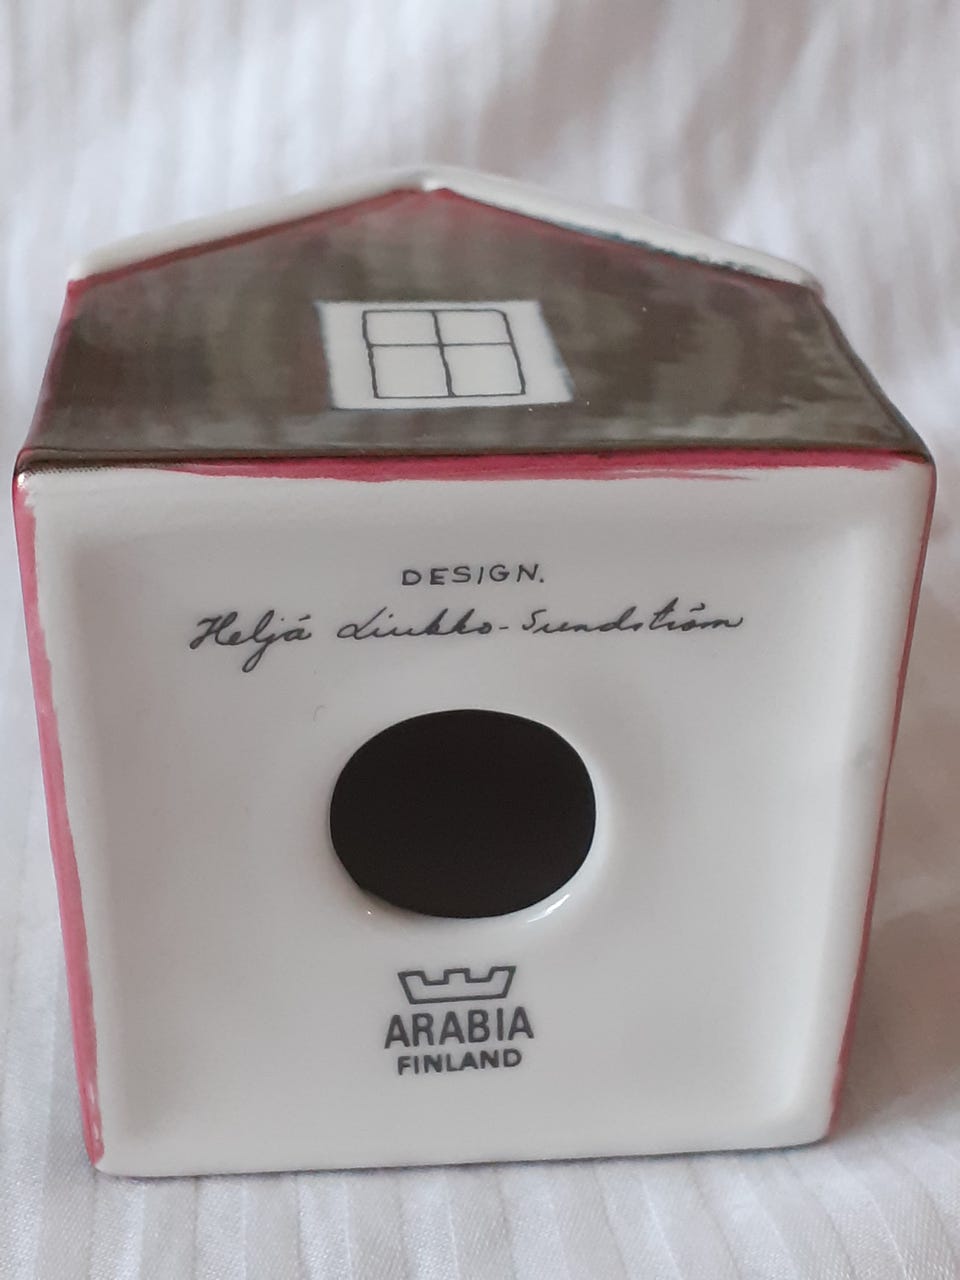 DESIGN.
Heljä Liukko-Sundström
ARABIA
FINLAND